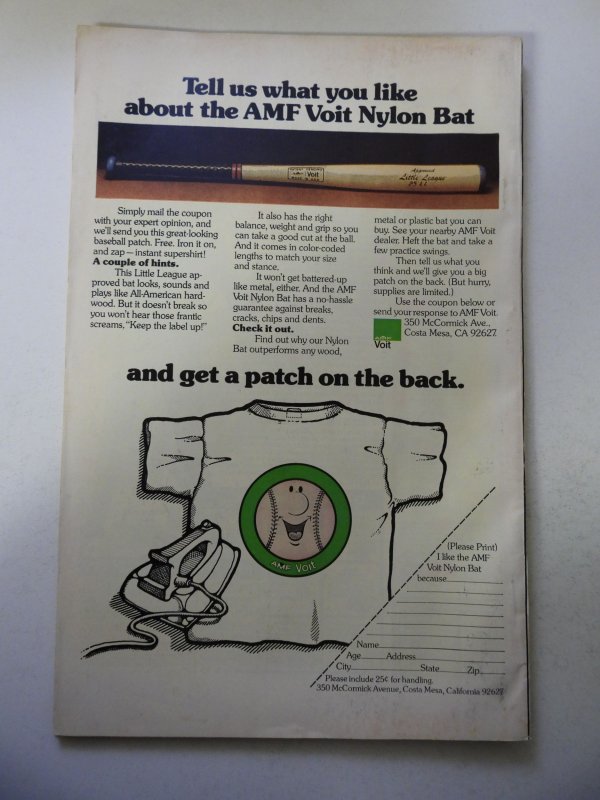 Tell us what you like
about the AMF Voit Nylon Bat
Voit
MADE IN U.S.A.
Approved
Little League
Simply mail the coupon
with your expert opinion, and
we'll send you this great-looking
baseball patch. Free. Iron it on,
and zap — instant supershirt!
A couple of hints.
This Little League ap-
proved bat looks, sounds and
plays like All-American hard-
wood. But it doesn't break so
you won't hear those frantic
screams, "Keep the label up!"
It also has the right
balance, weight and grip so you
can take a good cut at the ball.
And it comes in color-coded
lengths to match your size
and stance.
It won't get battered-up
like metal, either. And the AMF
Voit Nylon Bat has a no-hassle
guarantee against breaks,
cracks, chips and dents.
Check it out.
Find out why our Nylon
Bat outperforms any wood,
metal or plastic bat you can
buy. See your nearby AMF Voit
dealer. Heft the bat and take a
few practice swings.
Then tell us what you
think and we'll give you a big
patch on the back. (But hurry,
supplies are limited.)
Use the coupon below or
send your response to AMF Voit
350 McCormick Ave.,
Costa Mesa, CA 92627.
Voit
and get a patch on the back.
AMF Voit
(Please Print)
I like the AMF
Voit Nylon Bat
because
Name
Age Address
City State Zip
Please include 25¢ for handling.
350 McCormick Avenue, Costa Mesa, California 92627